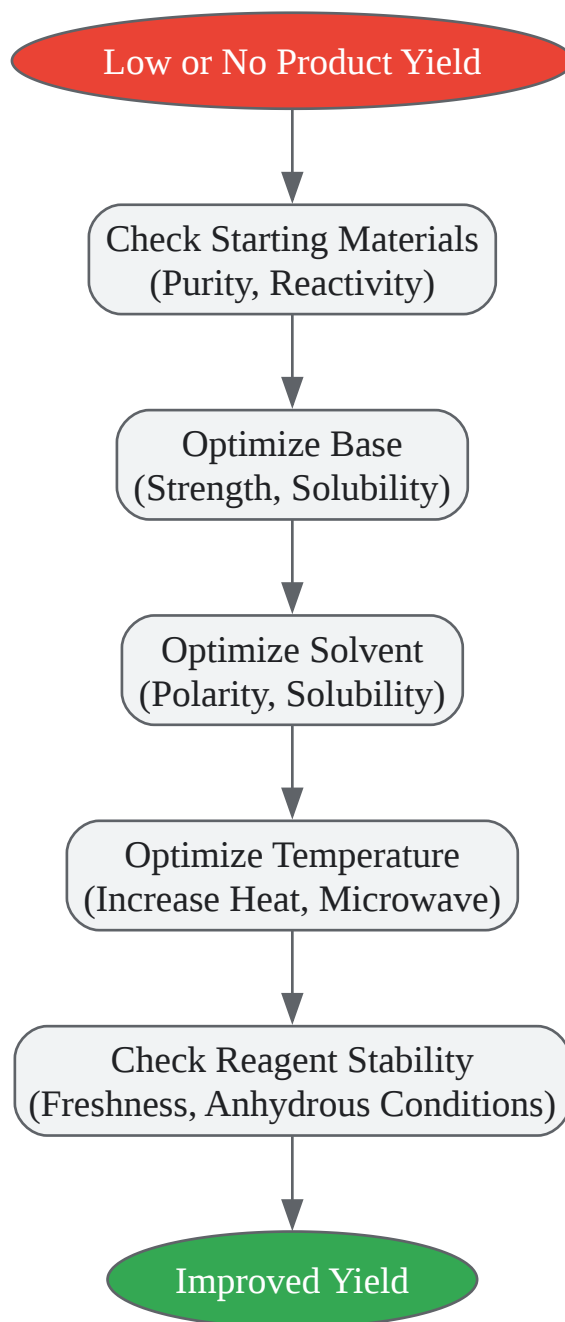 Low or No Product Yield
Check Starting Materials
(Purity, Reactivity)
Optimize Base
(Strength, Solubility)
Optimize Solvent
(Polarity, Solubility)
Optimize Temperature
(Increase Heat, Microwave)
Check Reagent Stability
(Freshness, Anhydrous Conditions)
Improved Yield